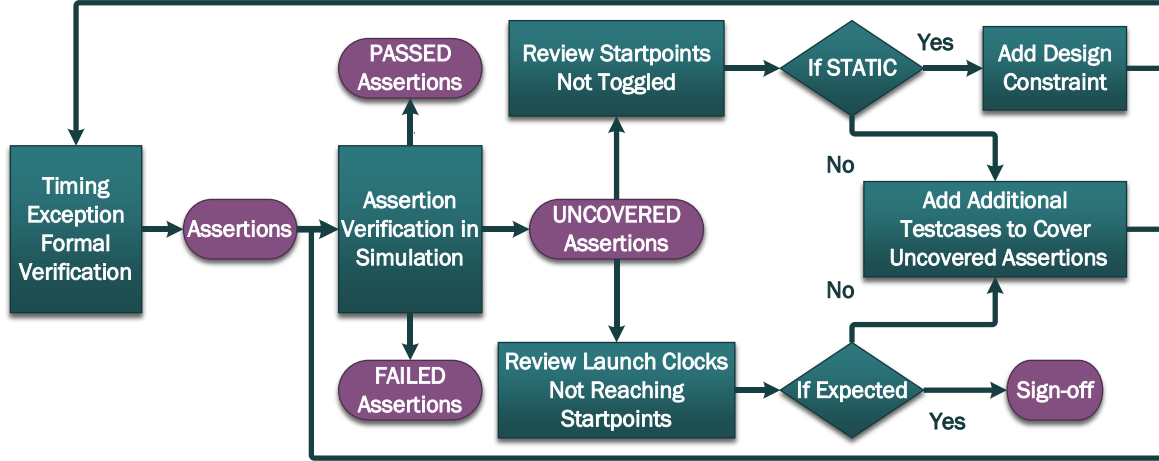 Timing
Exception
Formal
Verification
Assertions
PASSED
Assertions
Assertion
Verification in
Simulation
FAILED
Assertions
UNCOVERED
Assertions
Review Startpoints
Not Toggled
If STATIC
Yes
Add Design
Constraint
No
Add Additional
Testcases to Cover
Uncovered Assertions
No
Review Launch Clocks
Not Reaching
Startpoints
If Expected
Yes
Sign-off